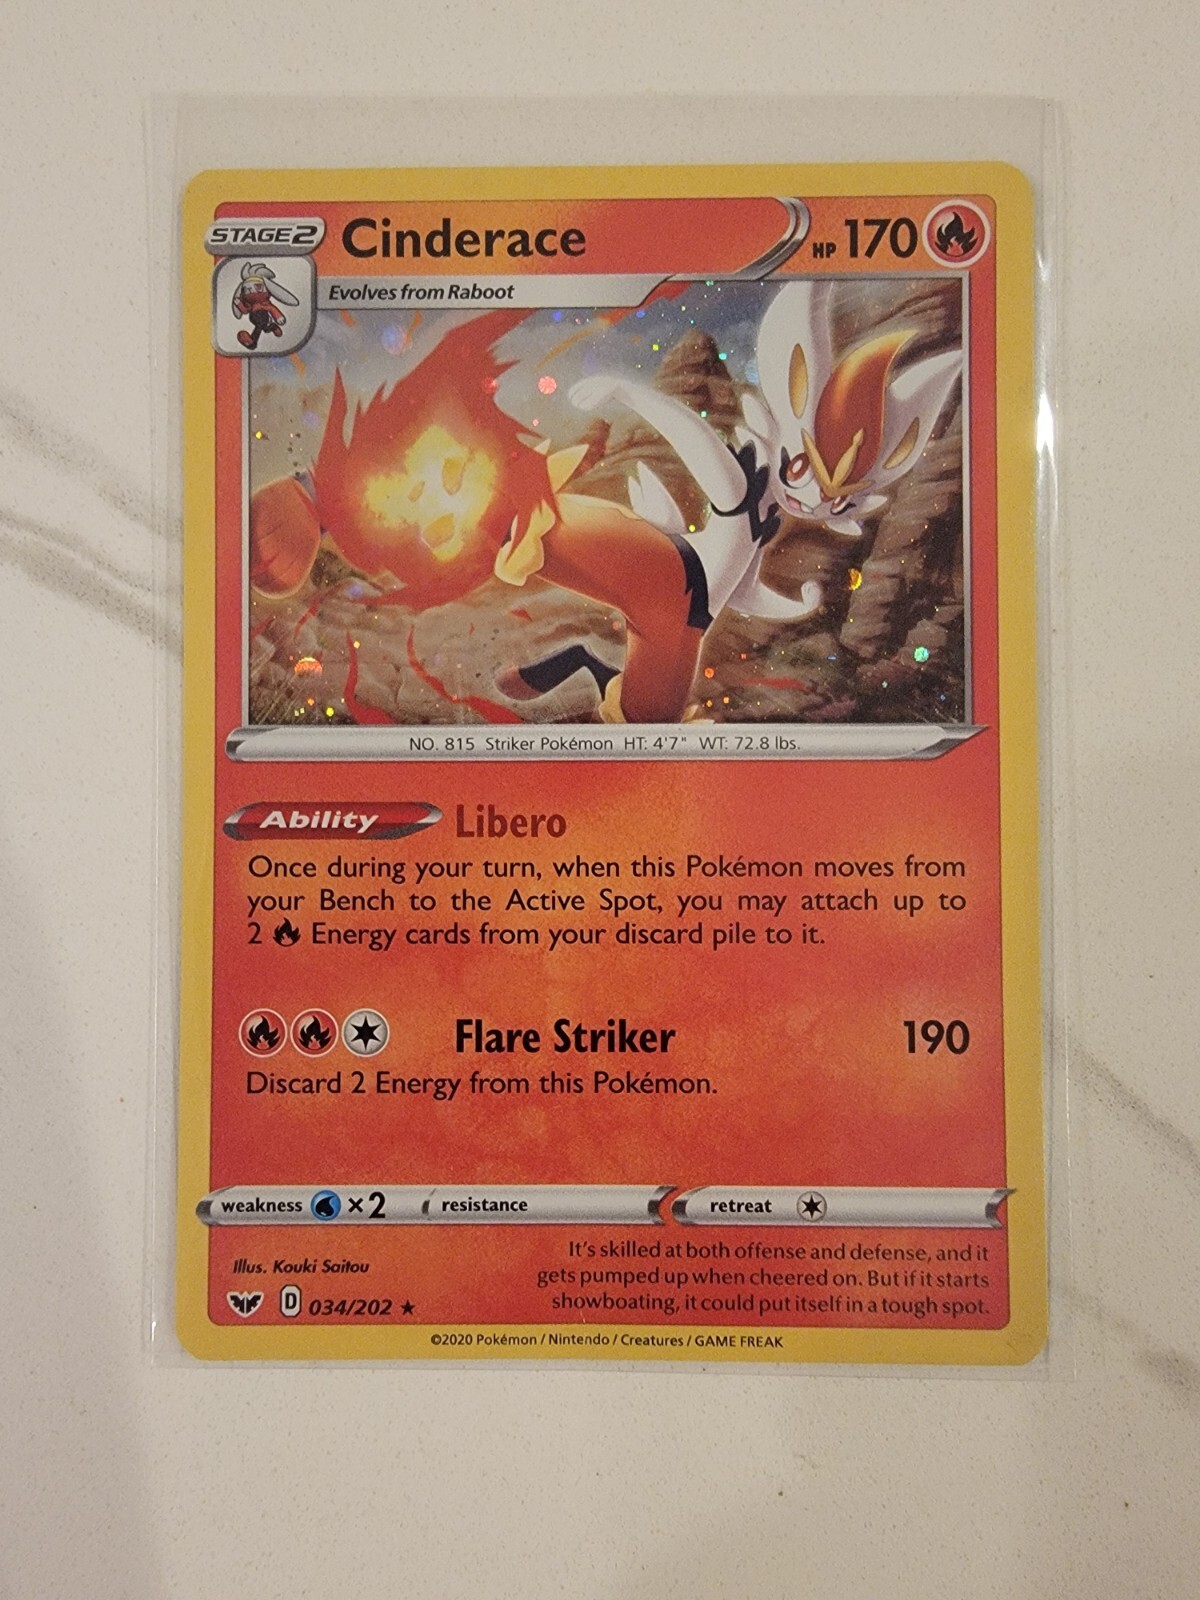 STAGE 2
Cinderace
HP 170
Evolves from Raboot
NO. 815 Striker Pokémon HT: 4'7" WT: 72.8 lbs.
Ability Libero
Once during your turn, when this Pokémon moves from
your Bench to the Active Spot, you may attach up to
2 Energy cards from your discard pile to it.
Flare Striker 190
Discard 2 Energy from this Pokémon.
weakness ×2 resistance retreat
Illus. Kouki Saitou
It's skilled at both offense and defense, and it
gets pumped up when cheered on. But if it starts
showboating, it could put itself in a tough spot.
D 034/202 ★
©2020 Pokémon / Nintendo / Creatures / GAME FREAK